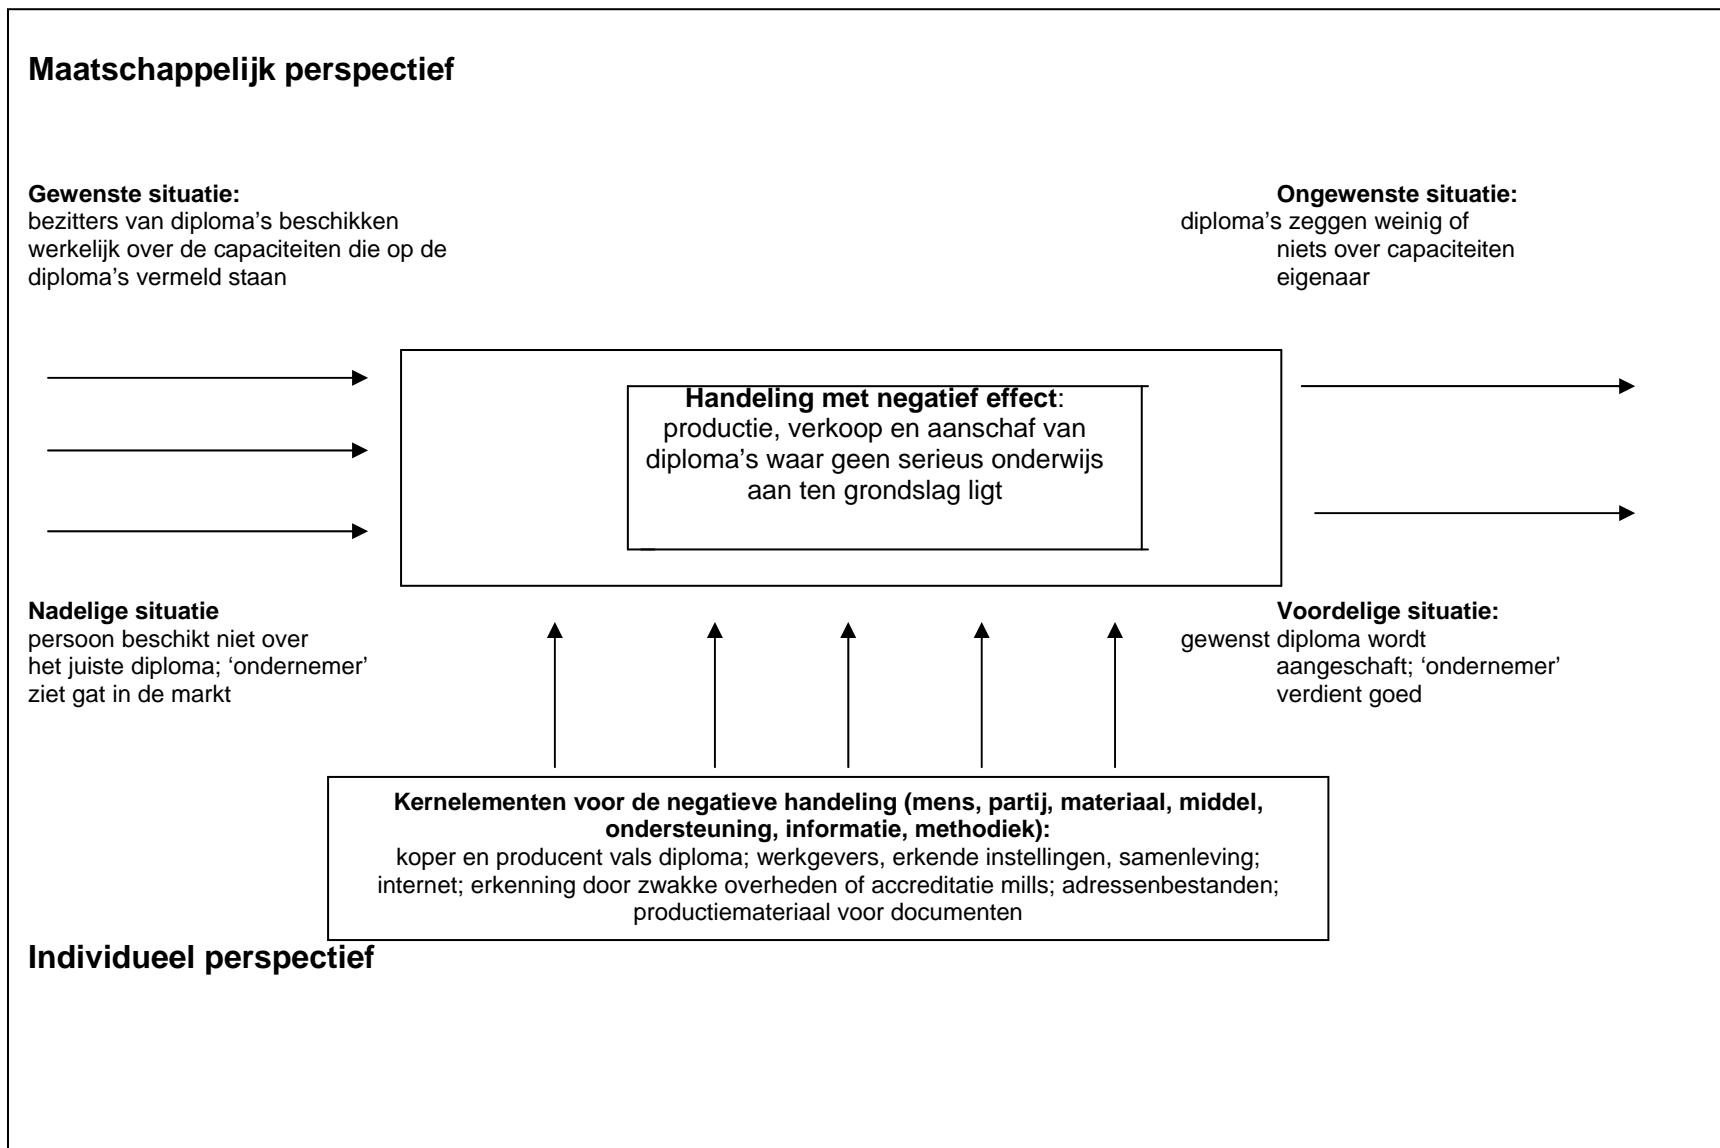 Maatschappelijk perspectief
Gewenste situatie:
bezitters van diploma’s beschikken
werkelijk over de capaciteiten die op de
diploma’s vermeld staan
Ongewenste situatie:
diploma’s zeggen weinig of
niets over capaciteiten
eigenaar
Handeling met negatief effect:
productie, verkoop en aanschaf van
diploma’s waar geen serieus onderwijs
aan ten grondslag ligt
Nadelige situatie
persoon beschikt niet over
het juiste diploma; ‘ondernemer’
ziet gat in de markt
Voordelige situatie:
gewenst diploma wordt
aangeschaft; ‘ondernemer’
verdient goed
Kernelementen voor de negatieve handeling (mens, partij, materiaal, middel,
ondersteuning, informatie, methodiek):
koper en producent vals diploma; werkgevers, erkende instellingen, samenleving;
internet; erkenning door zwakke overheden of accreditatie mills; adressenbestanden;
productiemateriaal voor documenten
Individueel perspectief